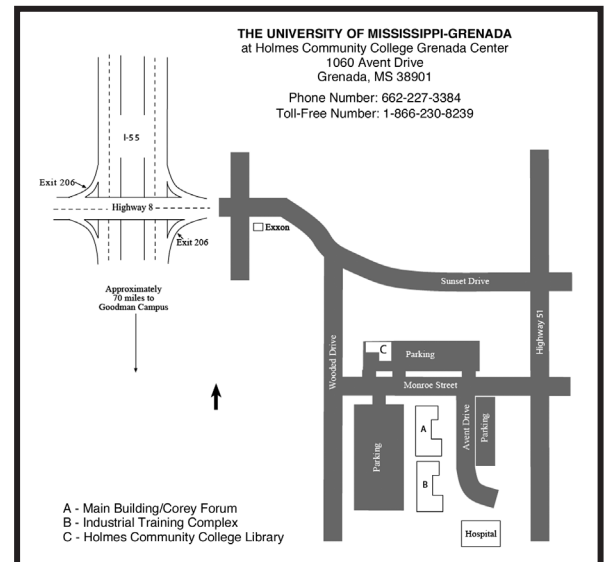 THE UNIVERSITY OF MISSISSIPPI-GRENADA
at Holmes Community College Grenada Center
1060 Avent Drive
Grenada, MS 38901
Phone Number: 662-227-3384
Toll-Free Number: 1-866-230-8239
I-55
Exit 206
Highway 8
Exit 206
Exxon
Approximately
70 miles to
Goodman Campus
Sunset Drive
Highway 51
Wooded Drive
C
Parking
Monroe Street
Parking
A
B
Avent Drive
Parking
Hospital
A - Main Building/Corey Forum
B - Industrial Training Complex
C - Holmes Community College Library